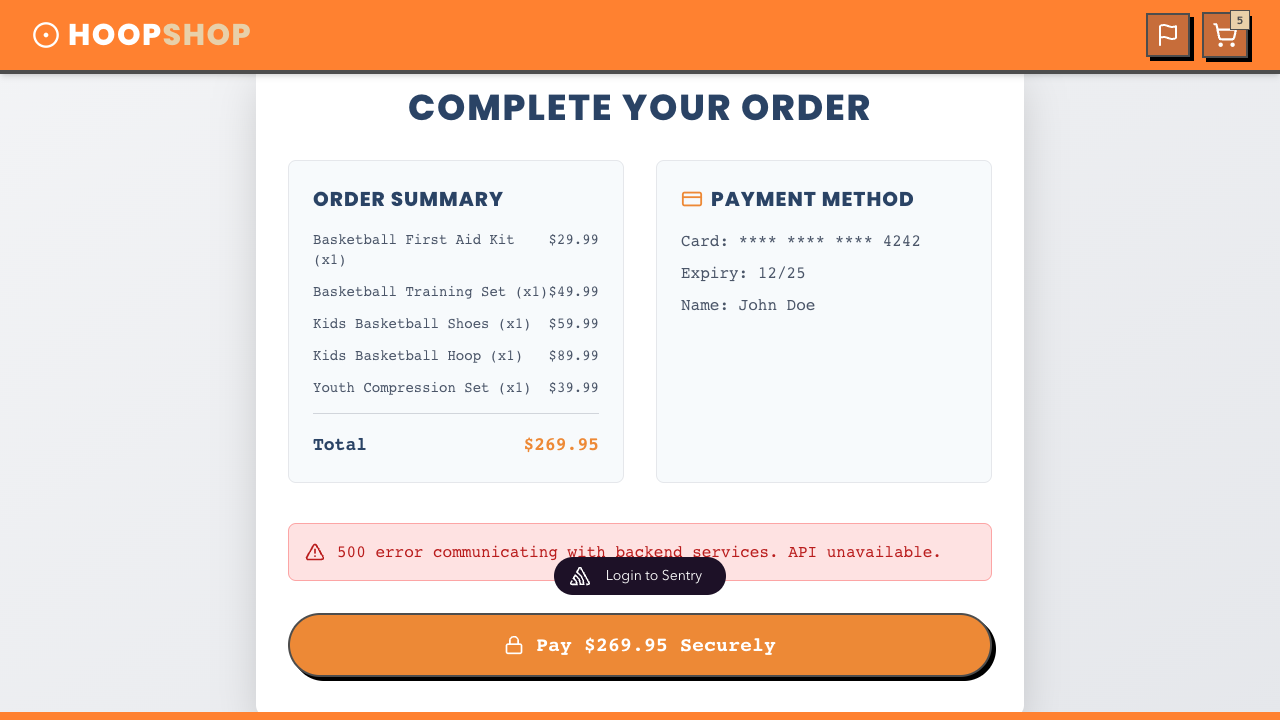 HOOPSHOP
5
COMPLETE YOUR ORDER
ORDER SUMMARY
Basketball First Aid Kit (x1) $29.99
Basketball Training Set (x1) $49.99
Kids Basketball Shoes (x1) $59.99
Kids Basketball Hoop (x1) $89.99
Youth Compression Set (x1) $39.99
Total $269.95
PAYMENT METHOD
Card: **** **** **** 4242
Expiry: 12/25
Name: John Doe
500 error communicating with backend services. API unavailable.
Login to Sentry
Pay $269.95 Securely